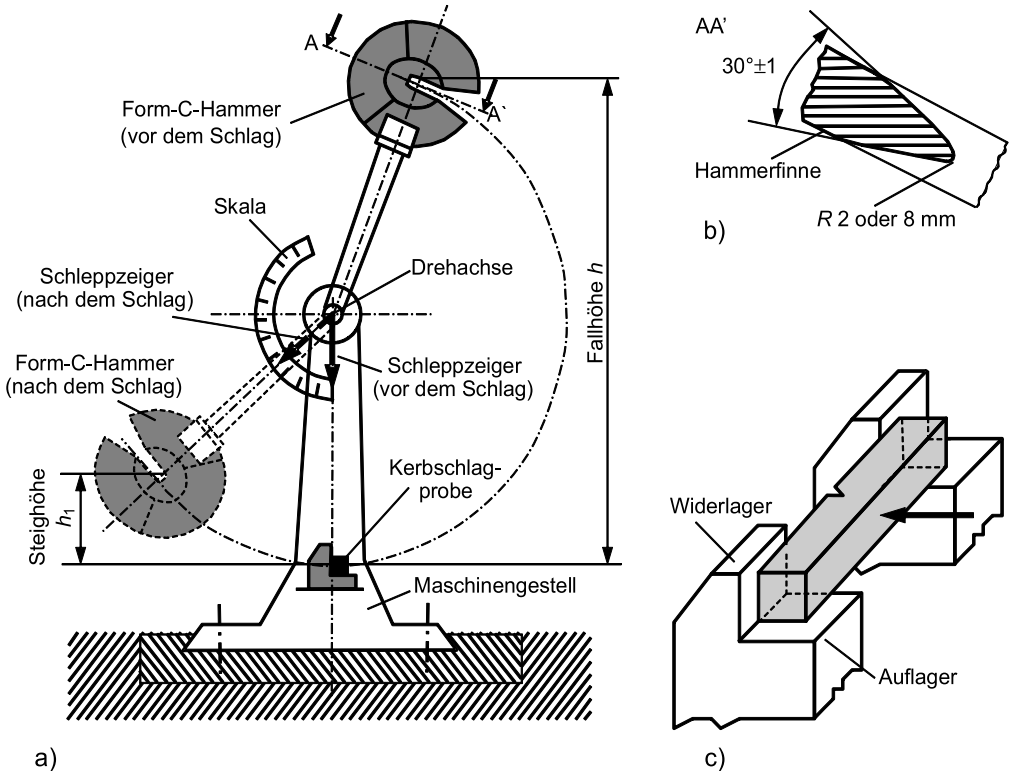 A
Form-C-Hammer
(vor dem Schlag)
A`
Skala
Schleppzeiger
(nach dem Schlag)
Drehachse
Fallhöhe h
Form-C-Hammer
(nach dem Schlag)
Schleppzeiger
(vor dem Schlag)
Steighöhe
h1
Kerbschlag-
probe
Maschinengestell
a)
AA’
30°±1
Hammerfinne
R 2 oder 8 mm
b)
Widerlager
Auflager
c)